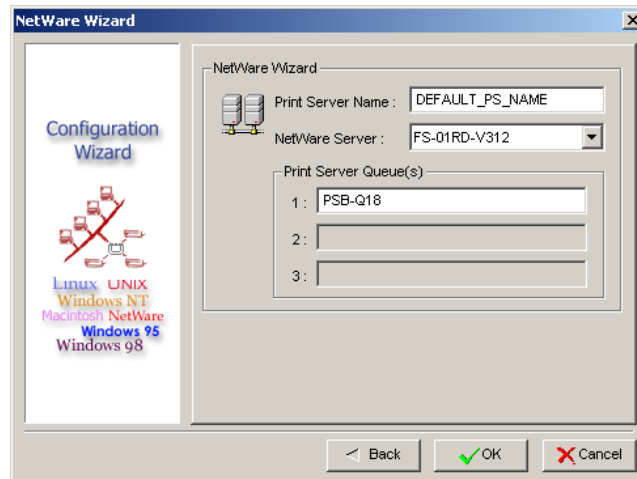 NetWare Wizard
Configuration
Wizard
Linux UNIX
Windows NT
Macintosh NetWare
Windows 95
Windows 98
NetWare Wizard
Print Server Name : DEFAULT_PS_NAME
NetWare Server : FS-01RD-V312
Print Server Queue(s)
1 : PSB-Q18
2 :
3 :
< Back
OK
Cancel